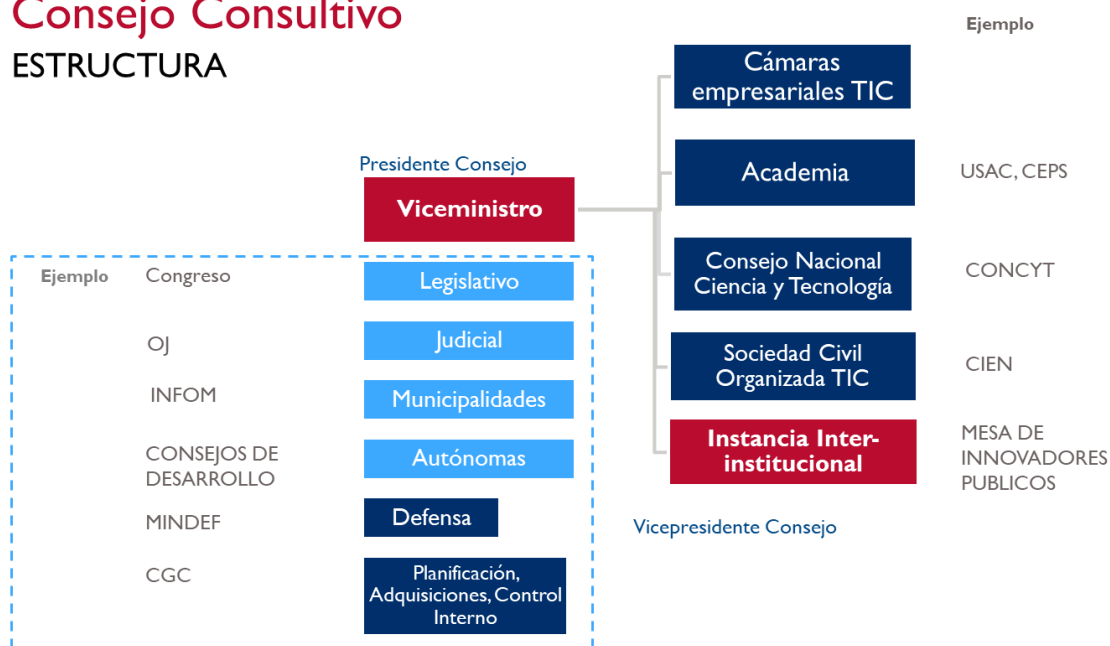 Consejo Consultivo
ESTRUCTURA
Presidente Consejo
Viceministro
Ejemplo
Congreso
Legislativo
OJ
Judicial
INFOM
Municipalidades
CONSEJOS DE
DESARROLLO
Autónomas
MINDEF
Defensa
CGC
Planificación,
Adquisiciones, Control
Interno
Ejemplo
Cámaras
empresariales TIC
Academia
USAC, CEPS
Consejo Nacional
Ciencia y Tecnología
CONCYT
Sociedad Civil
Organizada TIC
CIEN
Instancia Inter-
institucional
MESA DE
INNOVADORES
PUBLICOS
Vicepresidente Consejo